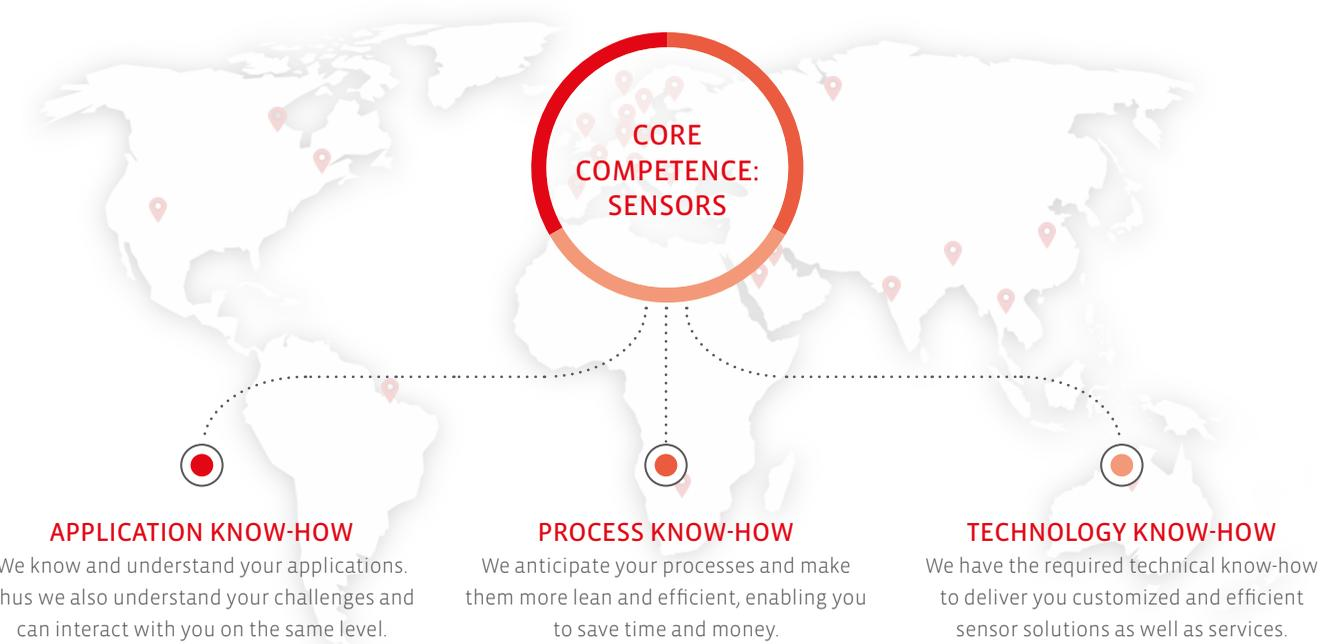 CORE
COMPETENCE:
SENSORS
APPLICATION KNOW-HOW
We know and understand your applications.
hus we also understand your challenges and
can interact with you on the same level.
PROCESS KNOW-HOW
We anticipate your processes and make
them more lean and efficient, enabling you
to save time and money.
TECHNOLOGY KNOW-HOW
We have the required technical know-how
to deliver you customized and efficient
sensor solutions as well as services.